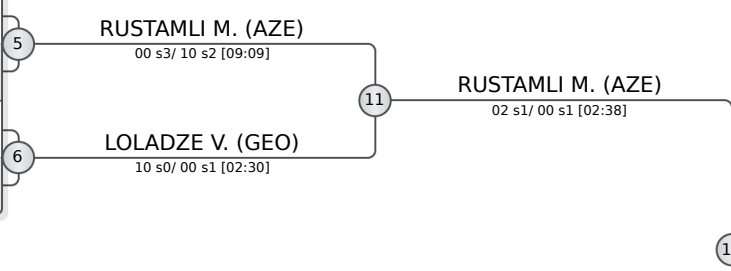 RUSTAMLI M. (AZE)
5
00 s3/ 10 s2 [09:09]
RUSTAMLI M. (AZE)
11
02 s1/ 00 s1 [02:38]
LOLADZE V. (GEO)
6
10 s0/ 00 s1 [02:30]